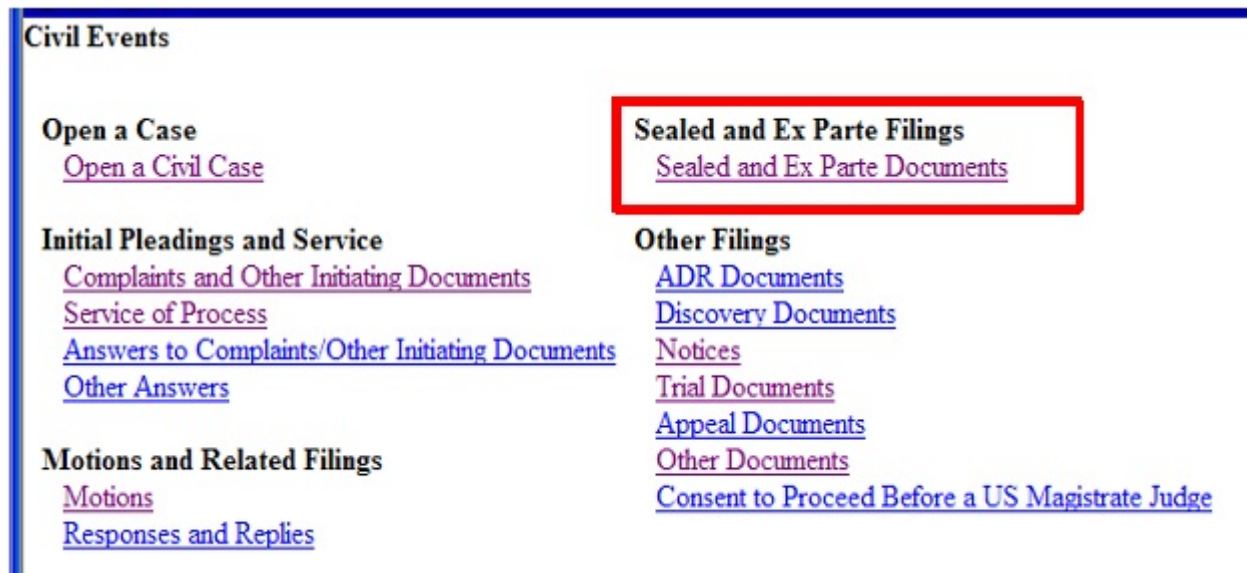 Civil Events
Open a Case
Open a Civil Case
Initial Pleadings and Service
Complaints and Other Initiating Documents
Service of Process
Answers to Complaints/Other Initiating Documents
Other Answers
Motions and Related Filings
Motions
Responses and Replies
Sealed and Ex Parte Filings
Sealed and Ex Parte Documents
Other Filings
ADR Documents
Discovery Documents
Notices
Trial Documents
Appeal Documents
Other Documents
Consent to Proceed Before a US Magistrate Judge